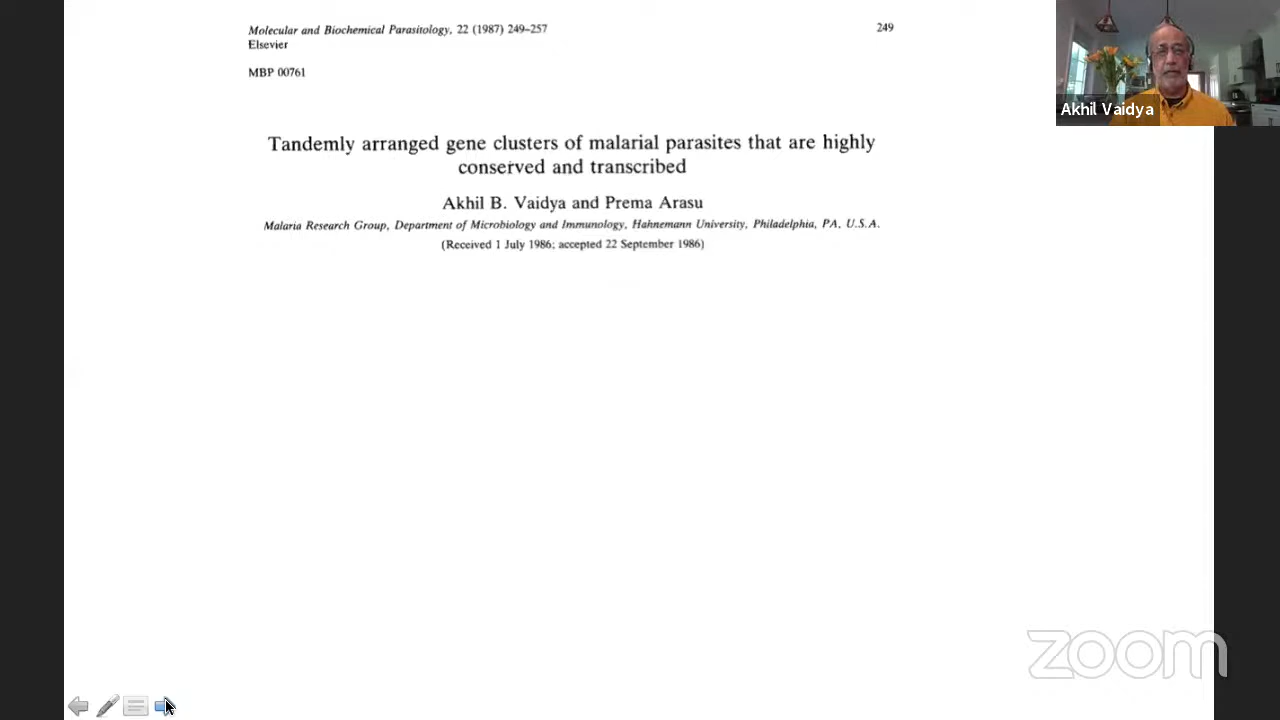 Molecular and Biochemical Parasitology, 22 (1987) 249–257
249
Elsevier
MBP 00761
Tandemly arranged gene clusters of malarial parasites that are highly
conserved and transcribed
Akhil B. Vaidya and Prema Arasu
Malaria Research Group, Department of Microbiology and Immunology, Hahnemann University, Philadelphia, PA, U.S.A.
(Received 1 July 1986; accepted 22 September 1986)
Akhil Vaidya
zoom